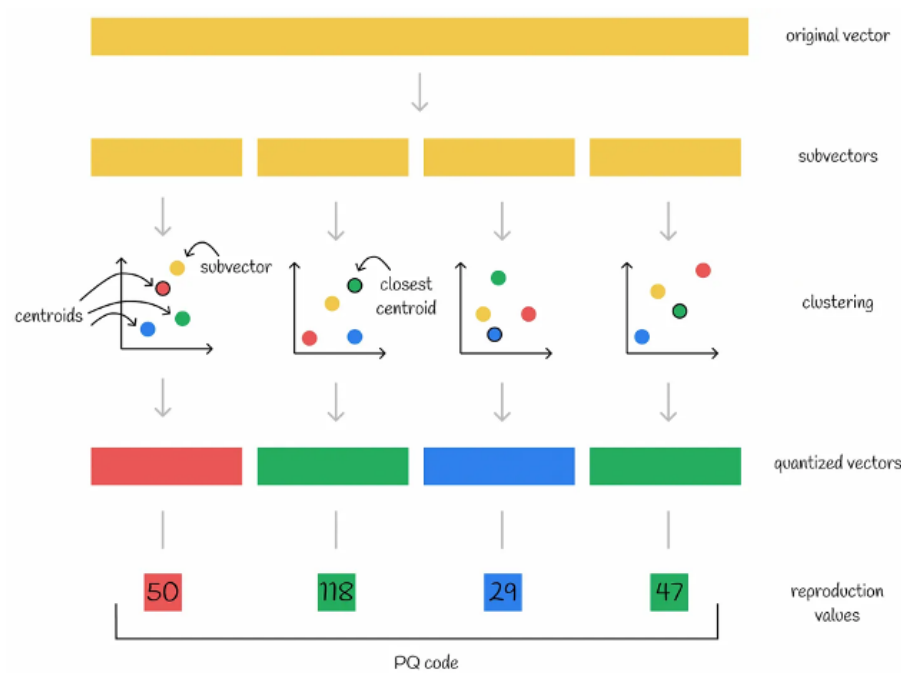 original vector
subvectors
subvector
centroids
closest
centroid
clustering
quantized vectors
50
118
29
47
reproduction
values
PQ code